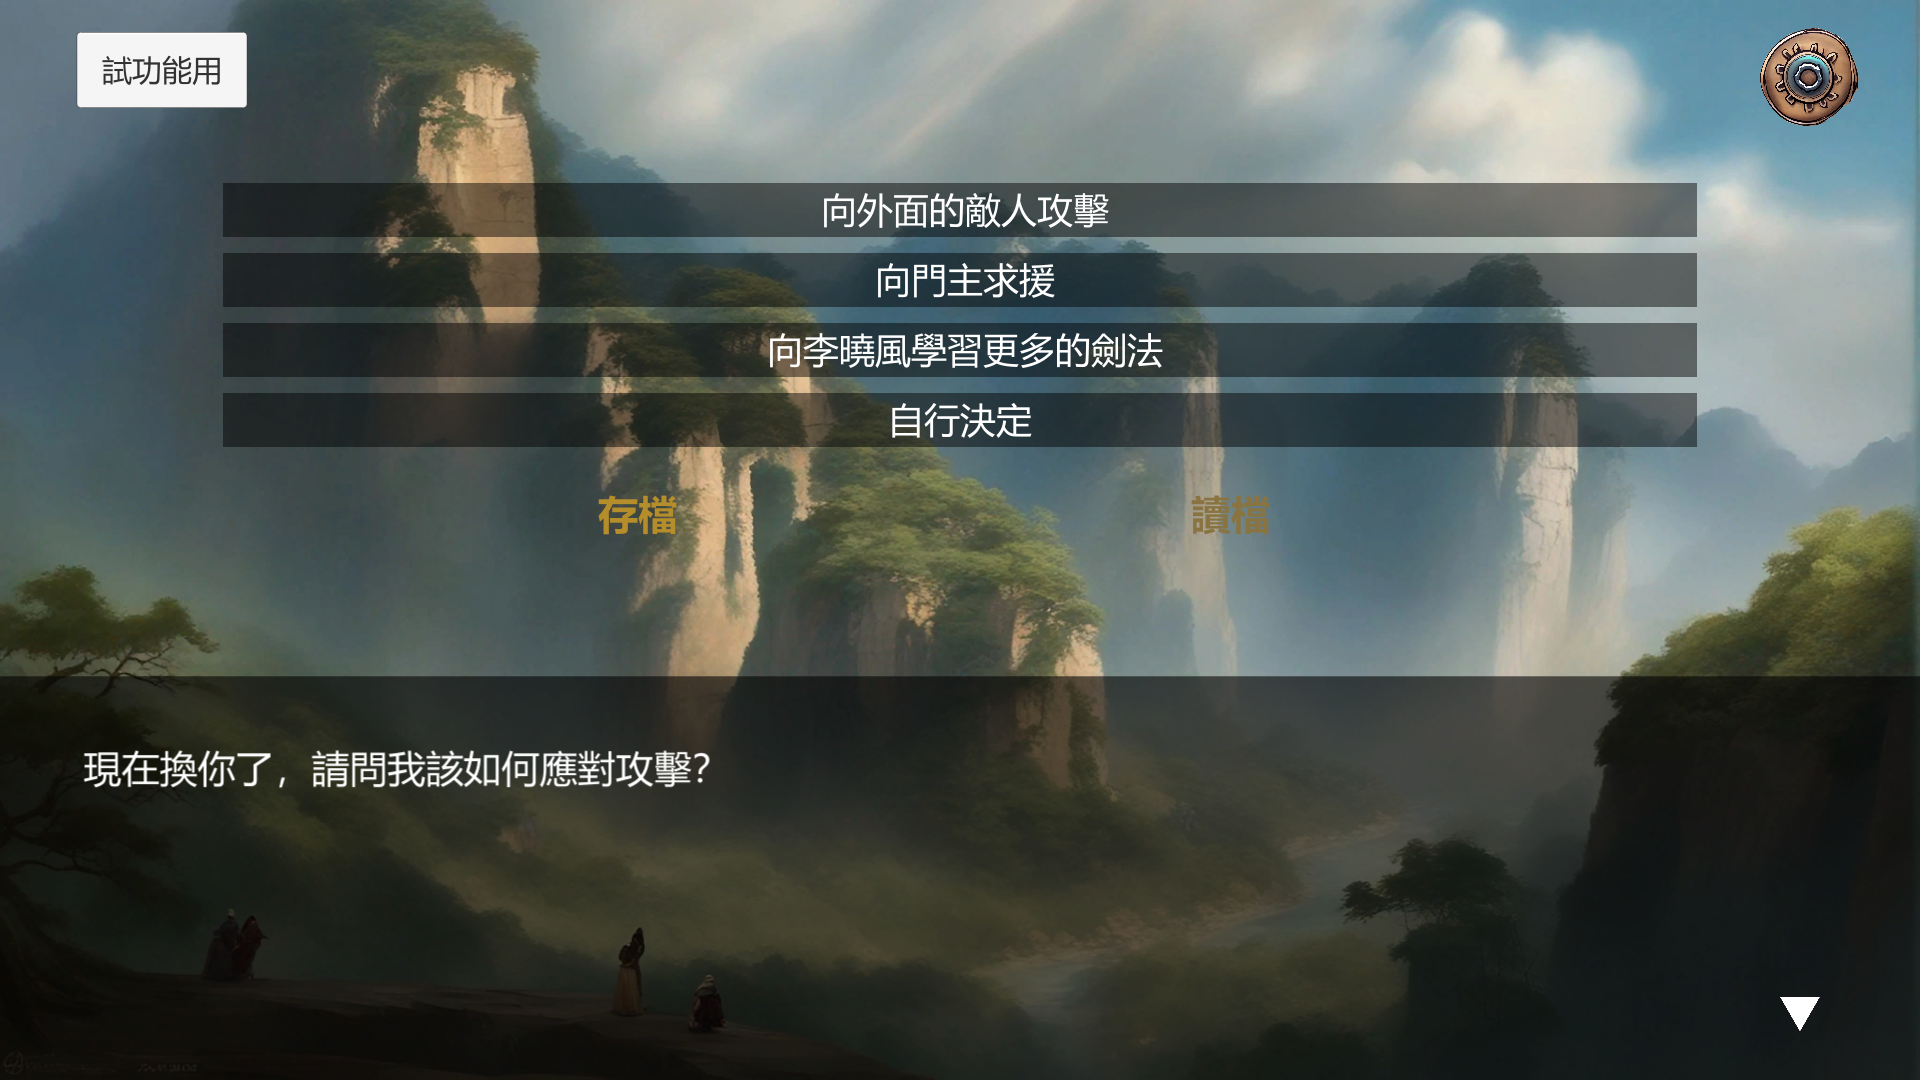 試功能用
向外面的敵人攻擊
向門主求援
向李曉風學習更多的劍法
自行決定
存檔
讀檔
現在換你了，請問我該如何應對攻擊？